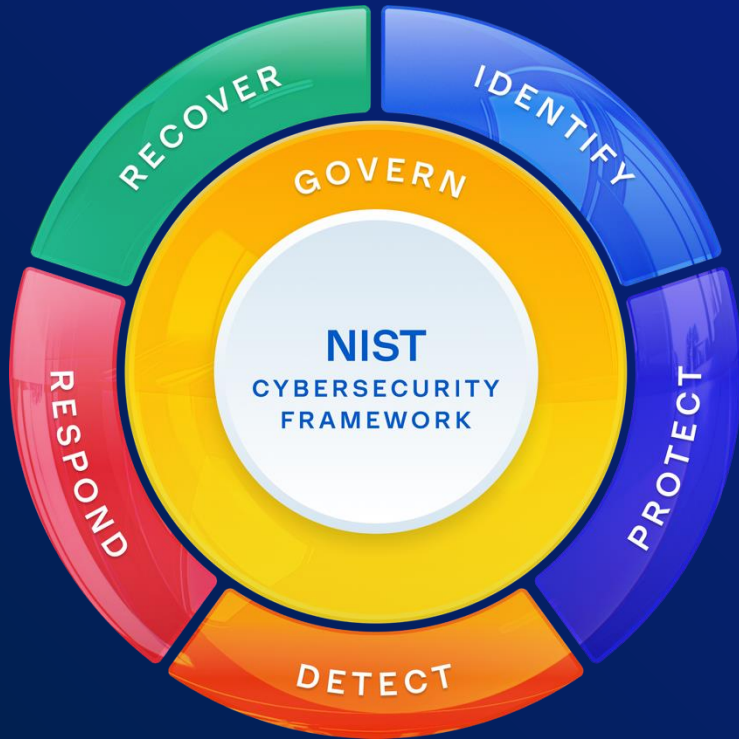 RECOVER
IDENTIFY
GOVERN
NIST
CYBERSECURITY
FRAMEWORK
RESPOND
PROTECT
DETECT